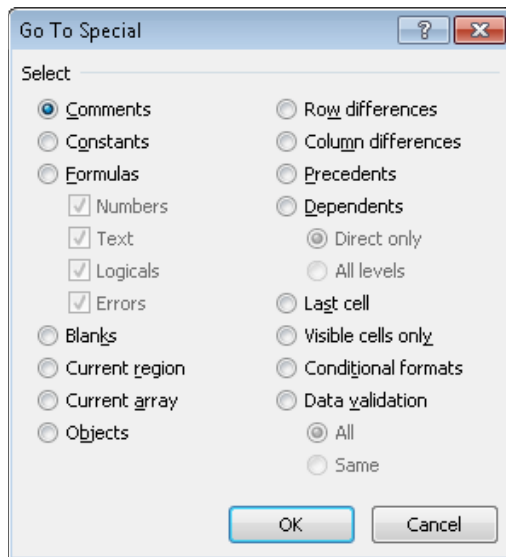 Go To Special
Select
Comments
Constants
Formulas
Numbers
Text
Logicals
Errors
Blanks
Current region
Current array
Objects
Row differences
Column differences
Precedents
Dependents
Direct only
All levels
Last cell
Visible cells only
Conditional formats
Data validation
All
Same
OK
Cancel